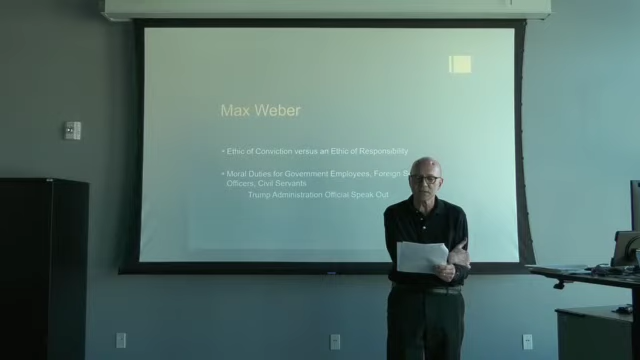 Max Weber
• Ethic of Conviction versus an Ethic of Responsibility
• Moral Duties for Government Employees, Foreign S
Officers, Civil Servants
Trump Administration Official Speak Out